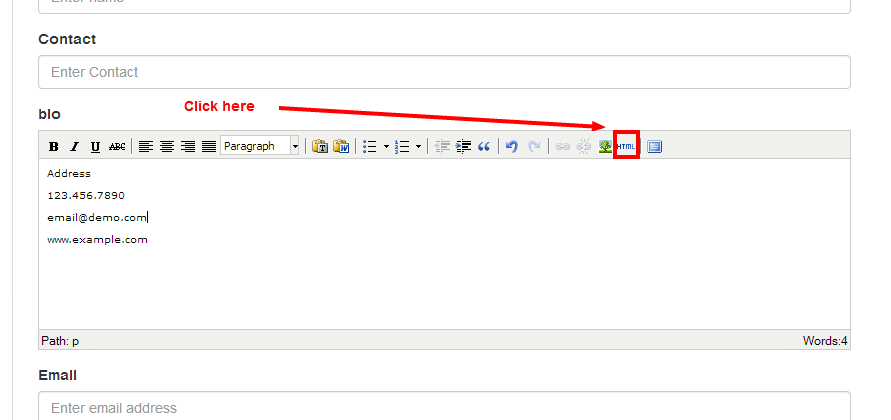 Enter name
Contact
Enter Contact
Click here
bIo
B I U ABC Paragraph T W HTML
Address
123.456.7890
email@demo.com
www.example.com
Path: p Words:4
Email
Enter email address